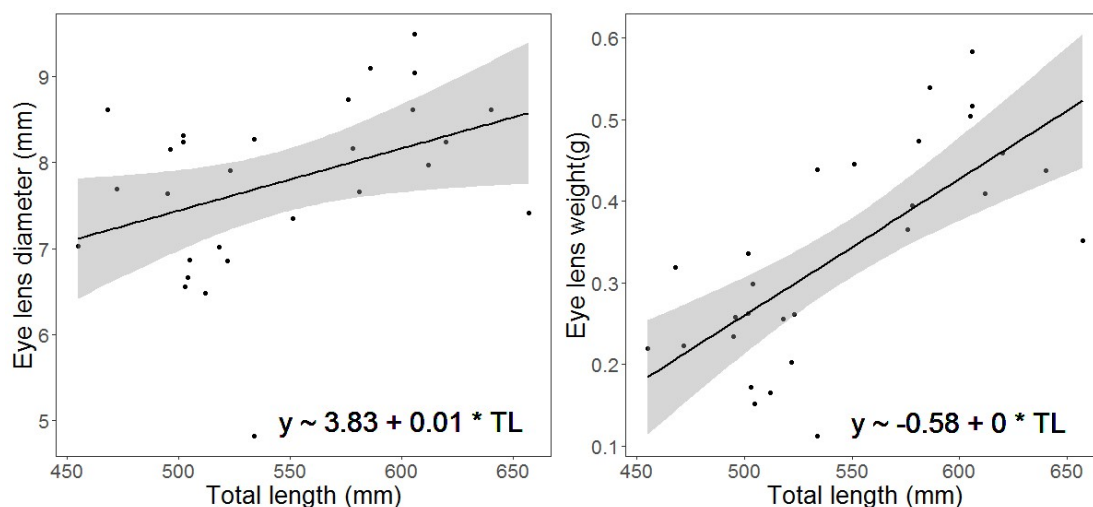 Eye lens diameter (mm)
9
8
7
6
5
y ~ 3.83 + 0.01 * TL
450 500 550 600 650
Total length (mm)
Eye lens weight(g)
0.6
0.5
0.4
0.3
0.2
0.1
y ~ -0.58 + 0 * TL
450 500 550 600 650
Total length (mm)